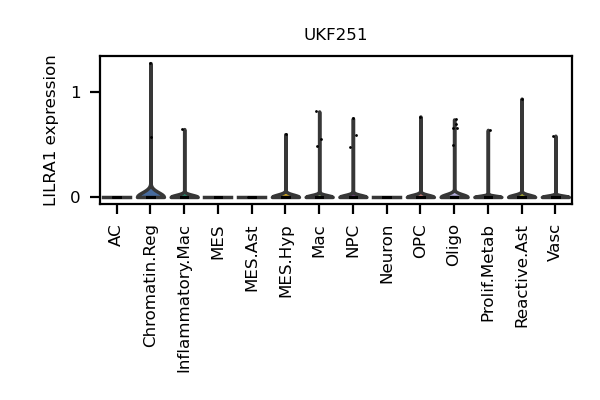 UKF251
LILRA1 expression
1
0
AC
Chromatin.Reg
Inflammatory.Mac
MES
MES.Ast
MES.Hyp
Mac
NPC
Neuron
OPC
Oligo
Prolif.Metab
Reactive.Ast
Vasc